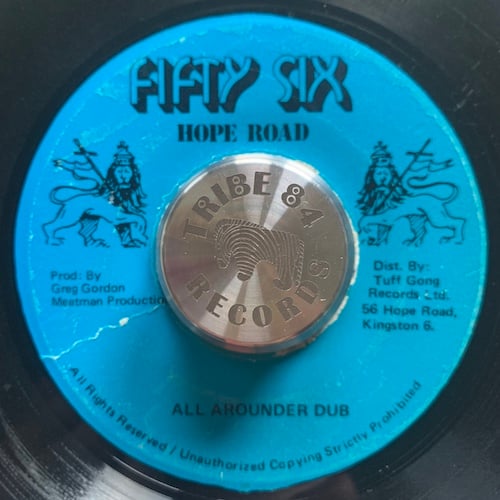 FIFTY SIX
HOPE ROAD
TRIBE 84
RECORDS
Prod: By
Greg Gordon
Meatman Productio
Dist. By:
Tuff Gong
Records Ltd.
56 Hope Road,
Kingston 6.
ALL AROUNDER DUB
All Rights Reserved / Unauthorized Copying Strictly Prohibited